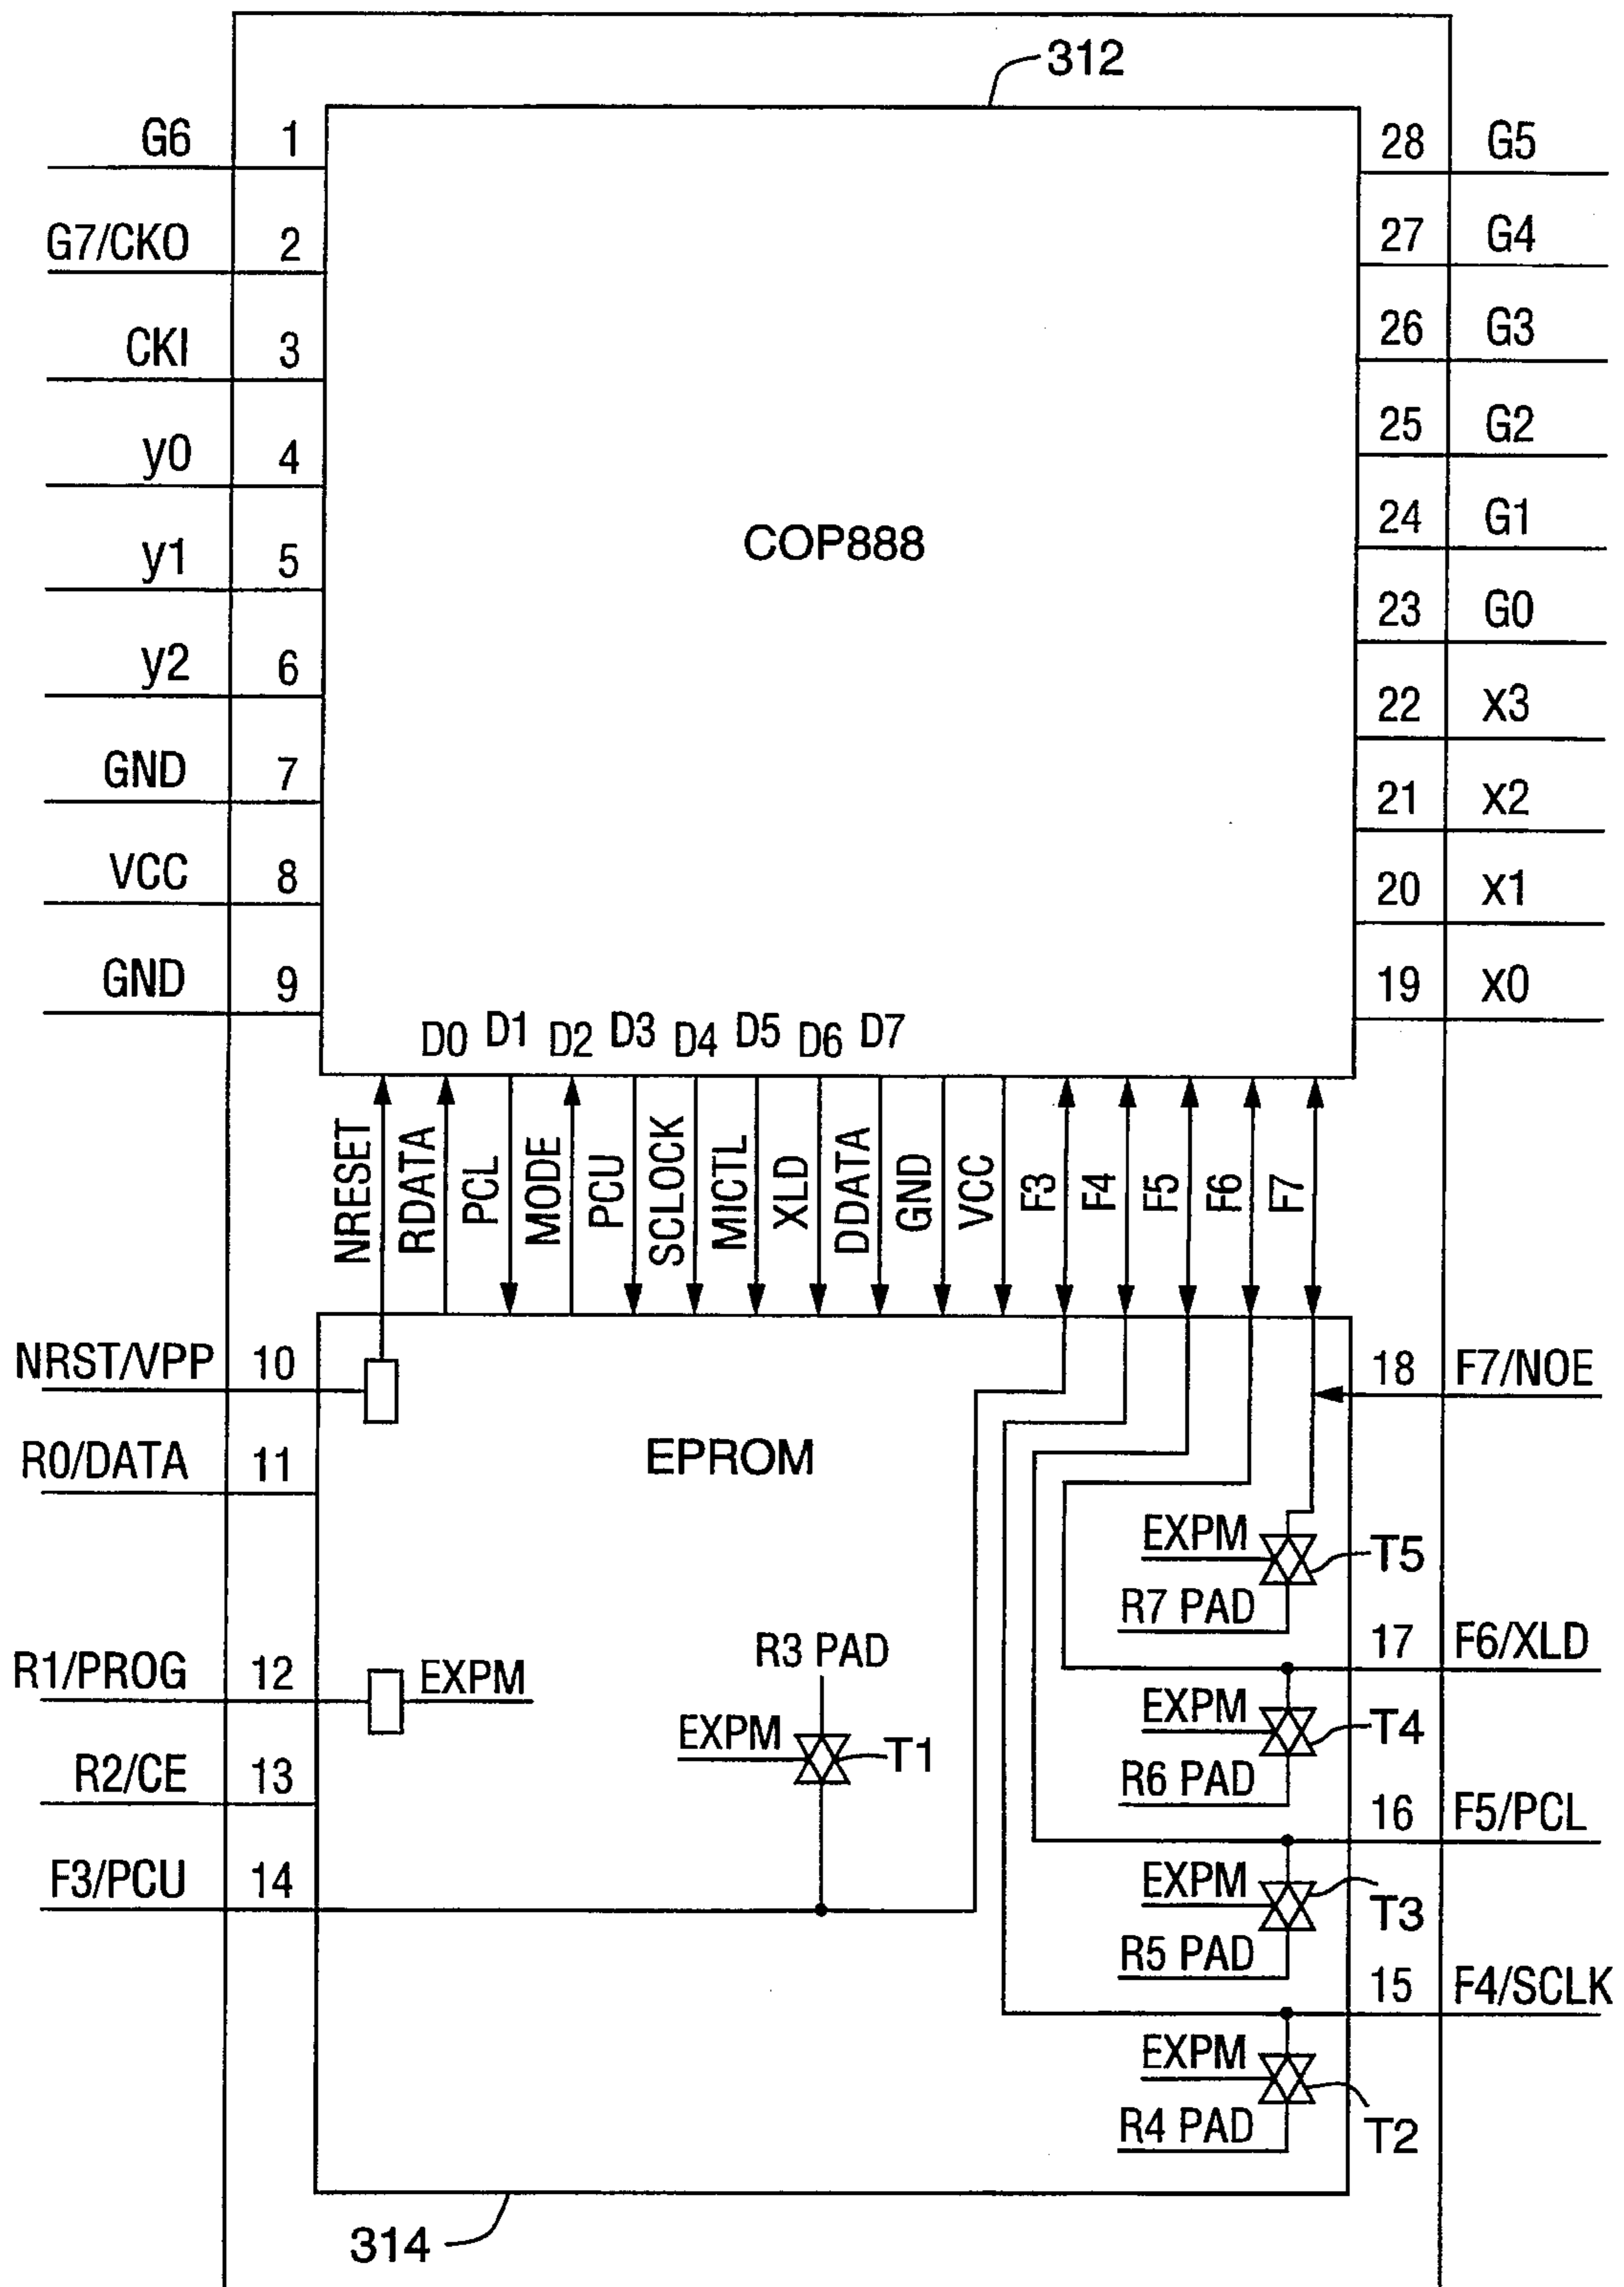 312
G6 1 28 G5
G7/CKO 2 27 G4
CKI 3 26 G3
y0 4 25 G2
y1 5 24 G1
y2 6 23 G0
GND 7 22 X3
VCC 8 21 X2
GND 9 20 X1
19 X0
COP888
D0 D1 D2 D3 D4 D5 D6 D7
NRESET
RDATA
PCL
MODE
PCU
SCLOCK
MICTL
XLD
DDATA
GND
VCC
F3
F4
F5
F6
F7
NRST/VPP 10 18 F7/NOE
R0/DATA 11
EPROM
EXPM T5
R7 PAD
R1/PROG 12 EXPM
R3 PAD
17 F6/XLD
EXPM T1
EXPM T4
R6 PAD
R2/CE 13
16 F5/PCL
F3/PCU 14
EXPM T3
R5 PAD
15 F4/SCLK
EXPM T2
R4 PAD
314